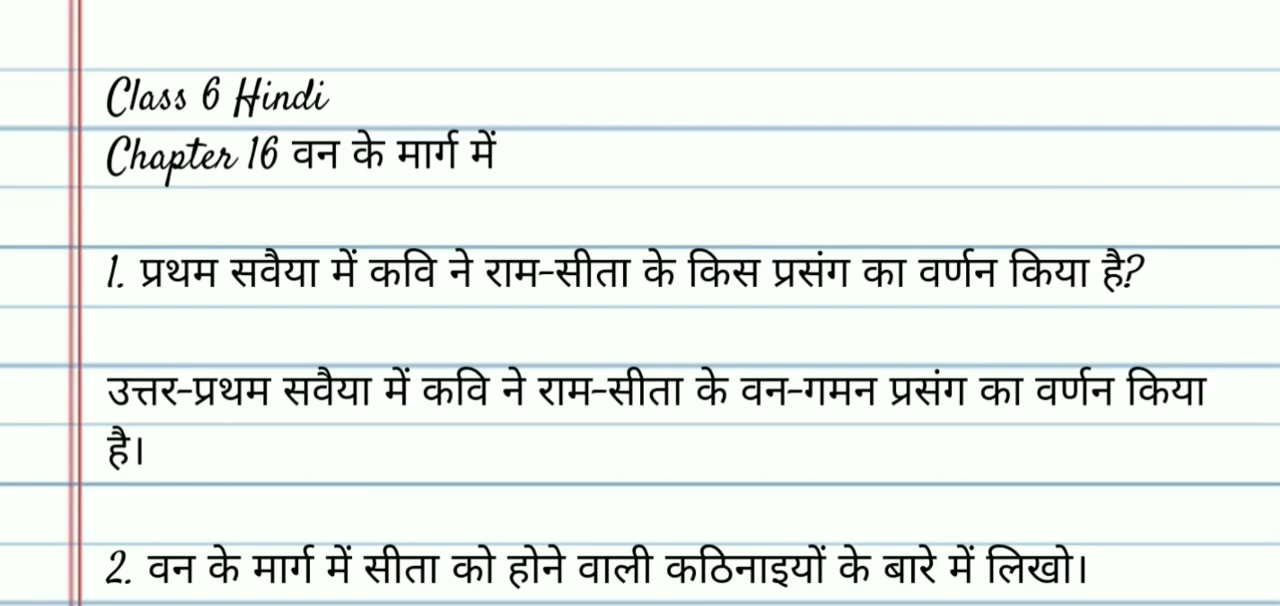 Class 6 Hindi
Chapter 16 वन के मार्ग में
1. प्रथम सवैया में कवि ने राम-सीता के किस प्रसंग का वर्णन किया है?
उत्तर-प्रथम सवैया में कवि ने राम-सीता के वन-गमन प्रसंग का वर्णन किया
है।
2. वन के मार्ग में सीता को होने वाली कठिनाइयों के बारे में लिखो।